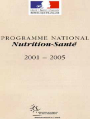 PROGRAMME NATIONAL
Nutrition-Santé
2001 - 2005